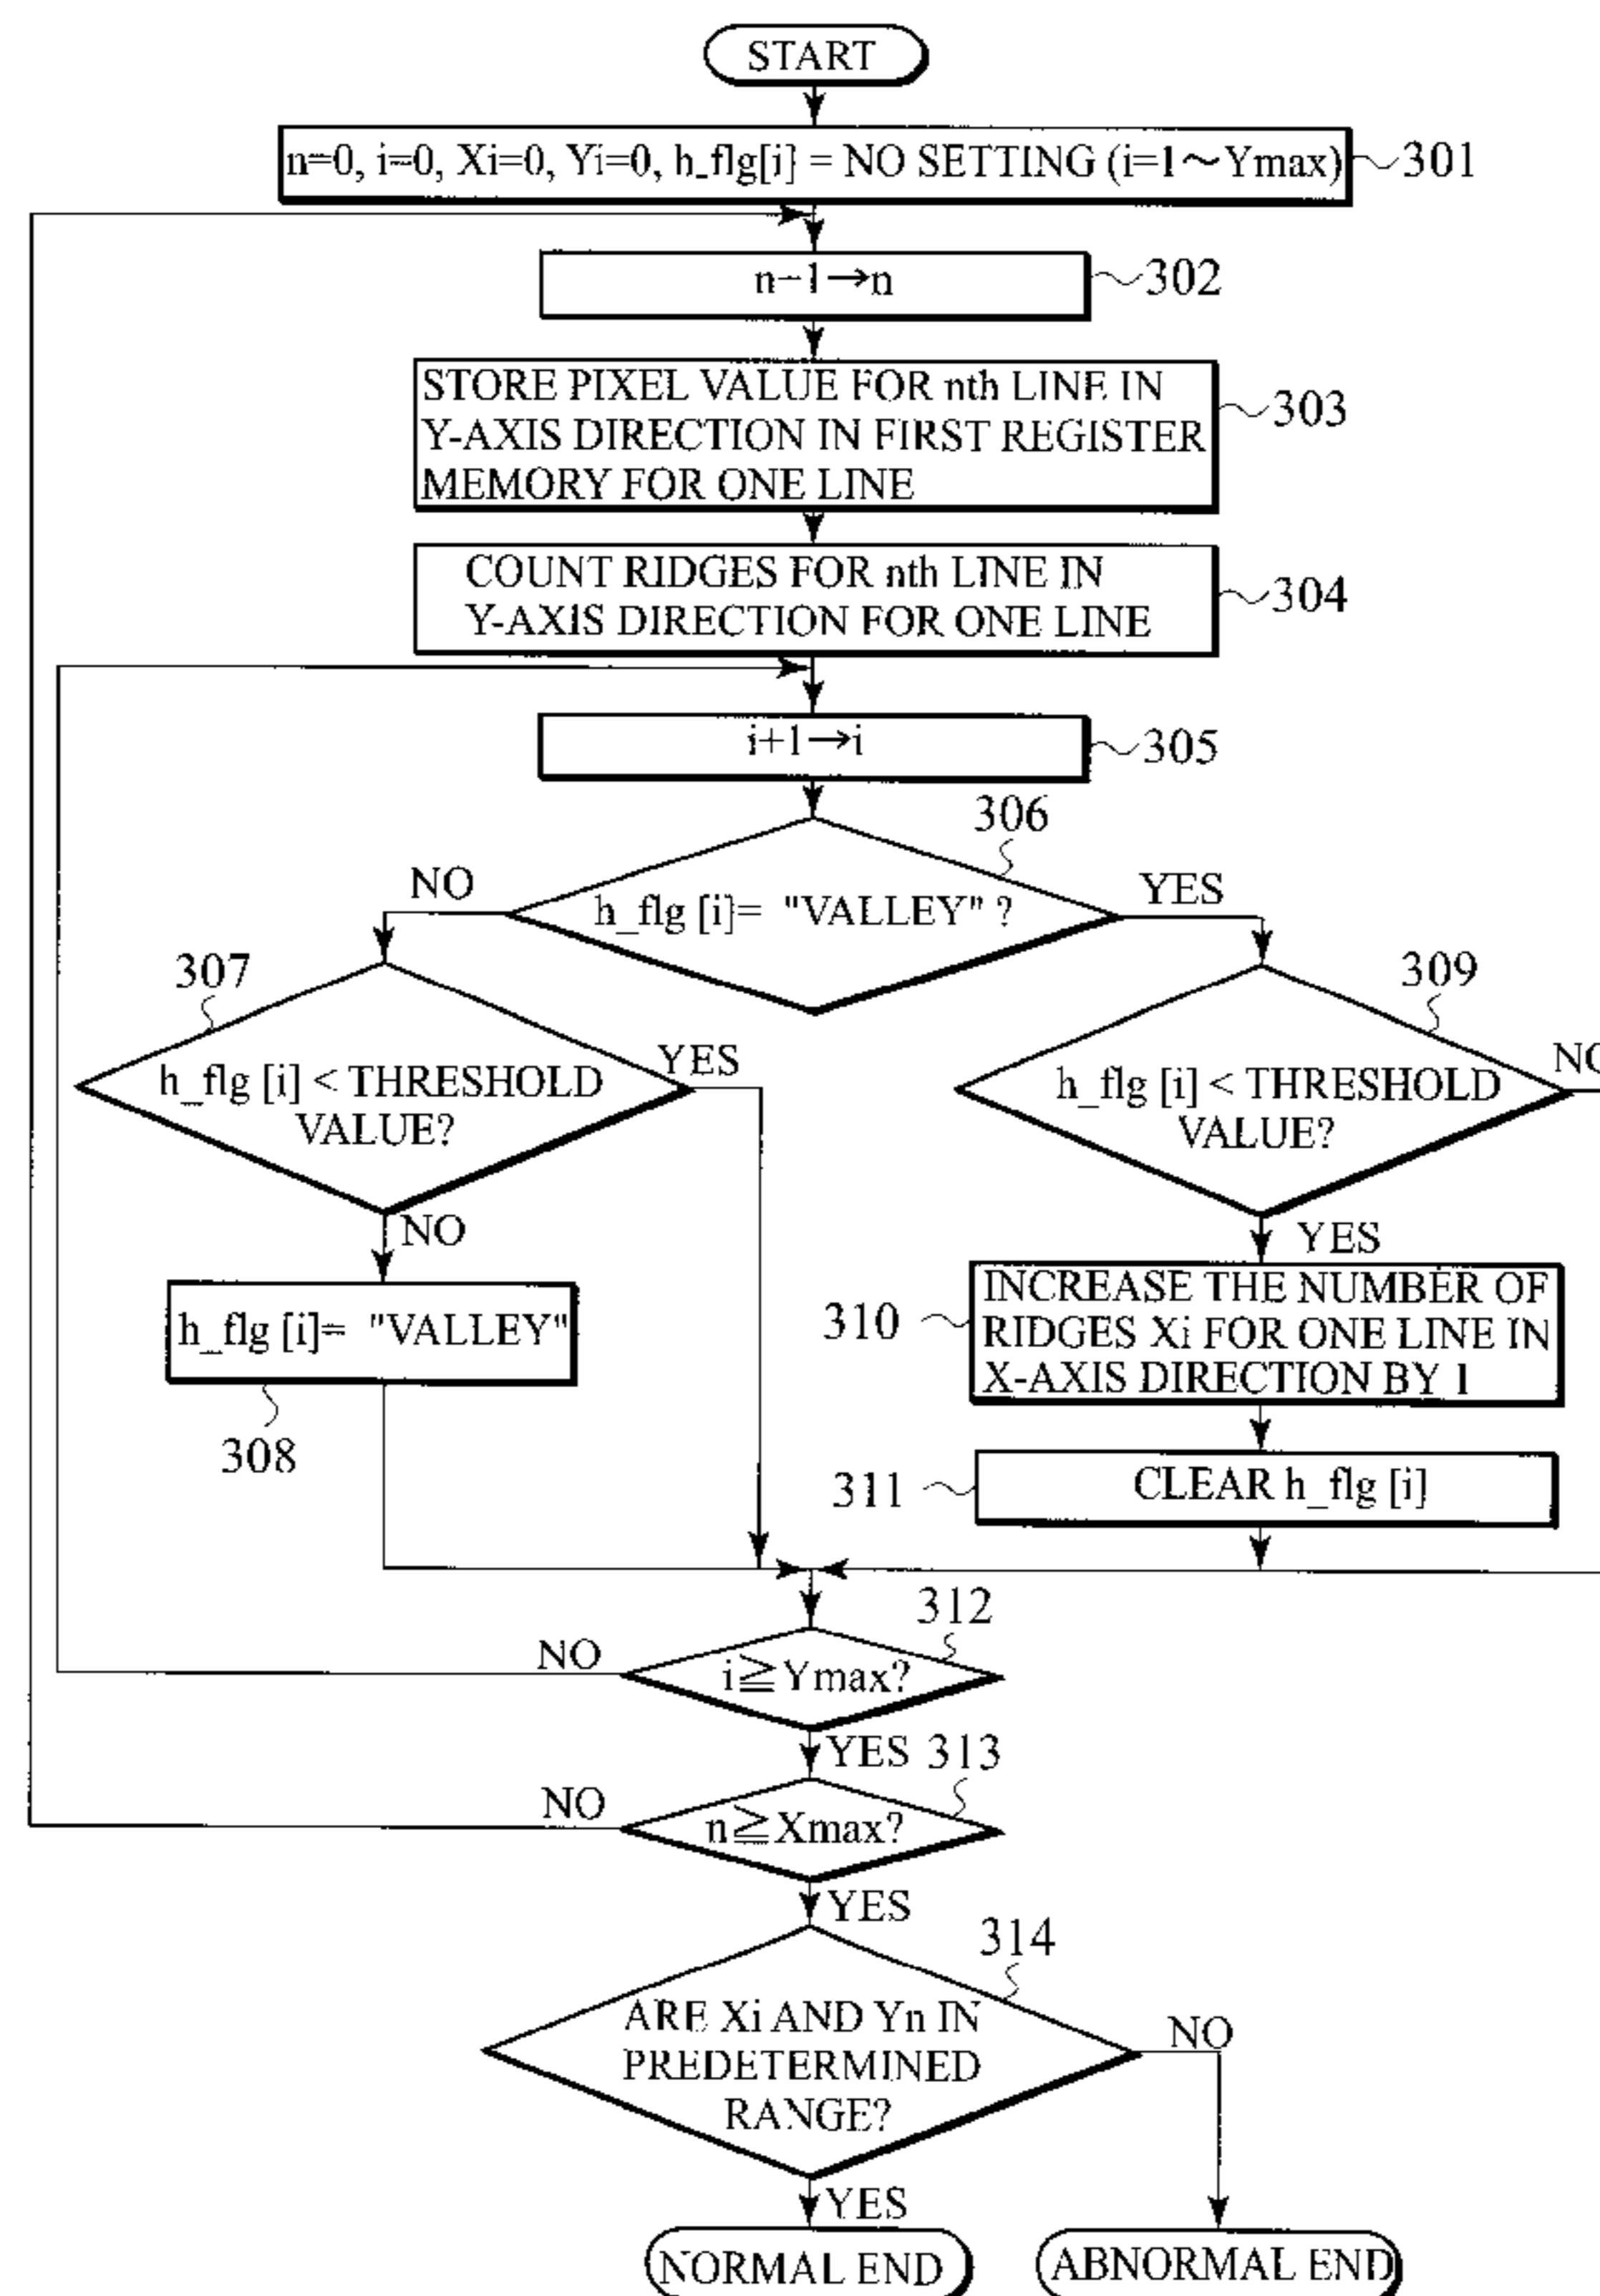 START
n=0, i=0, Xi=0, Yi=0, h_flg[i] = NO SETTING (i=1～Ymax)
301
n−1→n
302
STORE PIXEL VALUE FOR nth LINE IN
Y-AXIS DIRECTION IN FIRST REGISTER
MEMORY FOR ONE LINE
303
COUNT RIDGES FOR nth LINE IN
Y-AXIS DIRECTION FOR ONE LINE
304
i+1→i
305
306
NO
h_flg [i]= "VALLEY" ?
YES
307
309
h_flg [i] < THRESHOLD
VALUE?
YES
NO
h_flg [i] < THRESHOLD
VALUE?
NO
YES
h_flg [i]= "VALLEY"
308
310
INCREASE THE NUMBER OF
RIDGES Xi FOR ONE LINE IN
X-AXIS DIRECTION BY 1
311
CLEAR h_flg [i]
312
NO
i≧Ymax?
YES
313
NO
n≧Xmax?
YES
314
ARE Xi AND Yn IN
PREDETERMINED
RANGE?
NO
YES
NORMAL END
ABNORMAL END